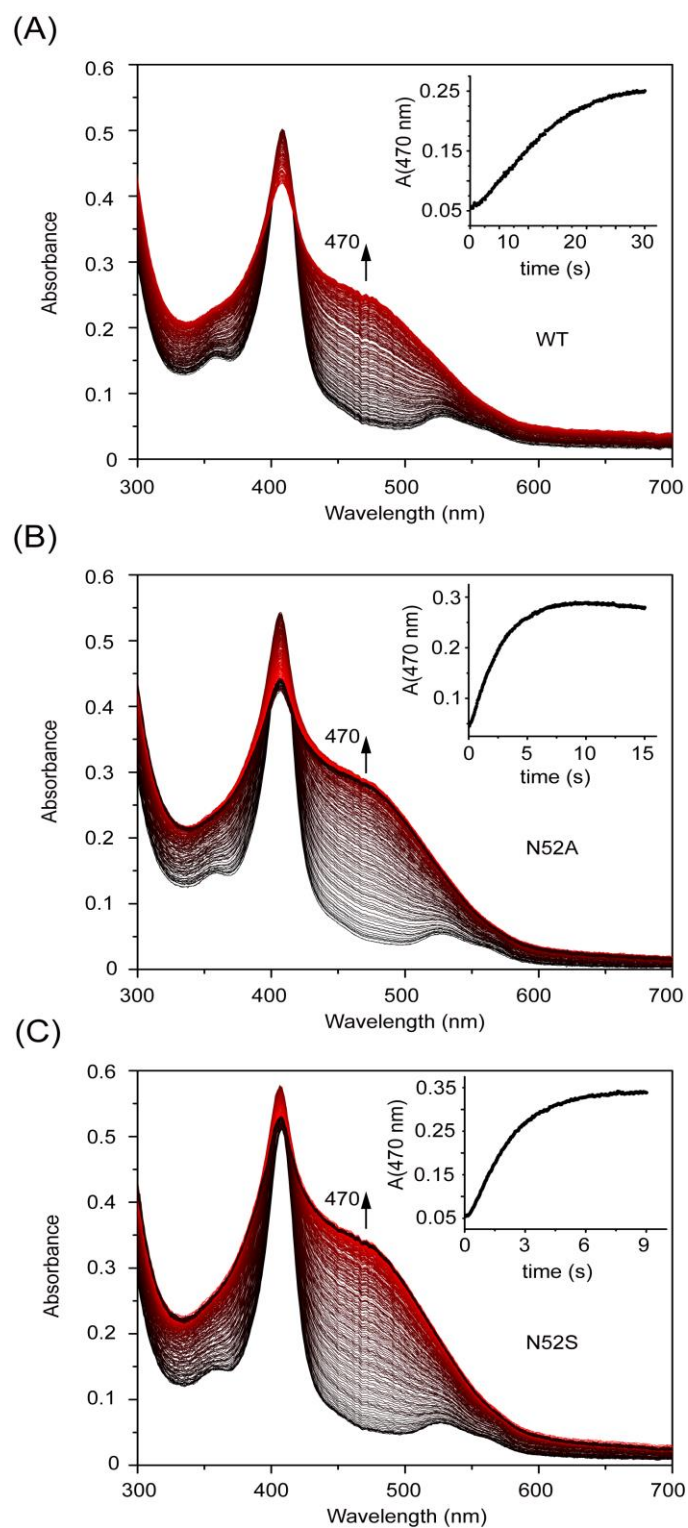 (A)
0.6
0.5
0.4
0.3
0.2
0.1
0
Absorbance
300 400 500 600 700
Wavelength (nm)
470
WT
0.25
0.15
0.05
A(470 nm)
0 10 20 30
time (s)
(B)
0.6
0.5
0.4
0.3
0.2
0.1
0
Absorbance
300 400 500 600 700
Wavelength (nm)
470
N52A
0.3
0.2
0.1
A(470 nm)
0 5 10 15
time (s)
(C)
0.6
0.5
0.4
0.3
0.2
0.1
0
Absorbance
300 400 500 600 700
Wavelength (nm)
470
N52S
0.35
0.25
0.15
0.05
A(470 nm)
0 3 6 9
time (s)